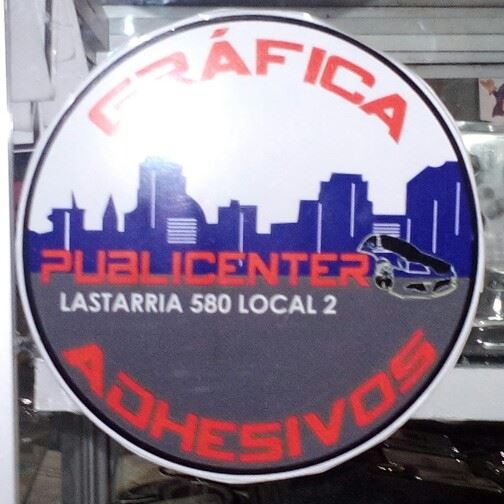 GRÁFICA
PUBLICENTER
LASTARRIA 580 LOCAL 2
ADHESIVOS